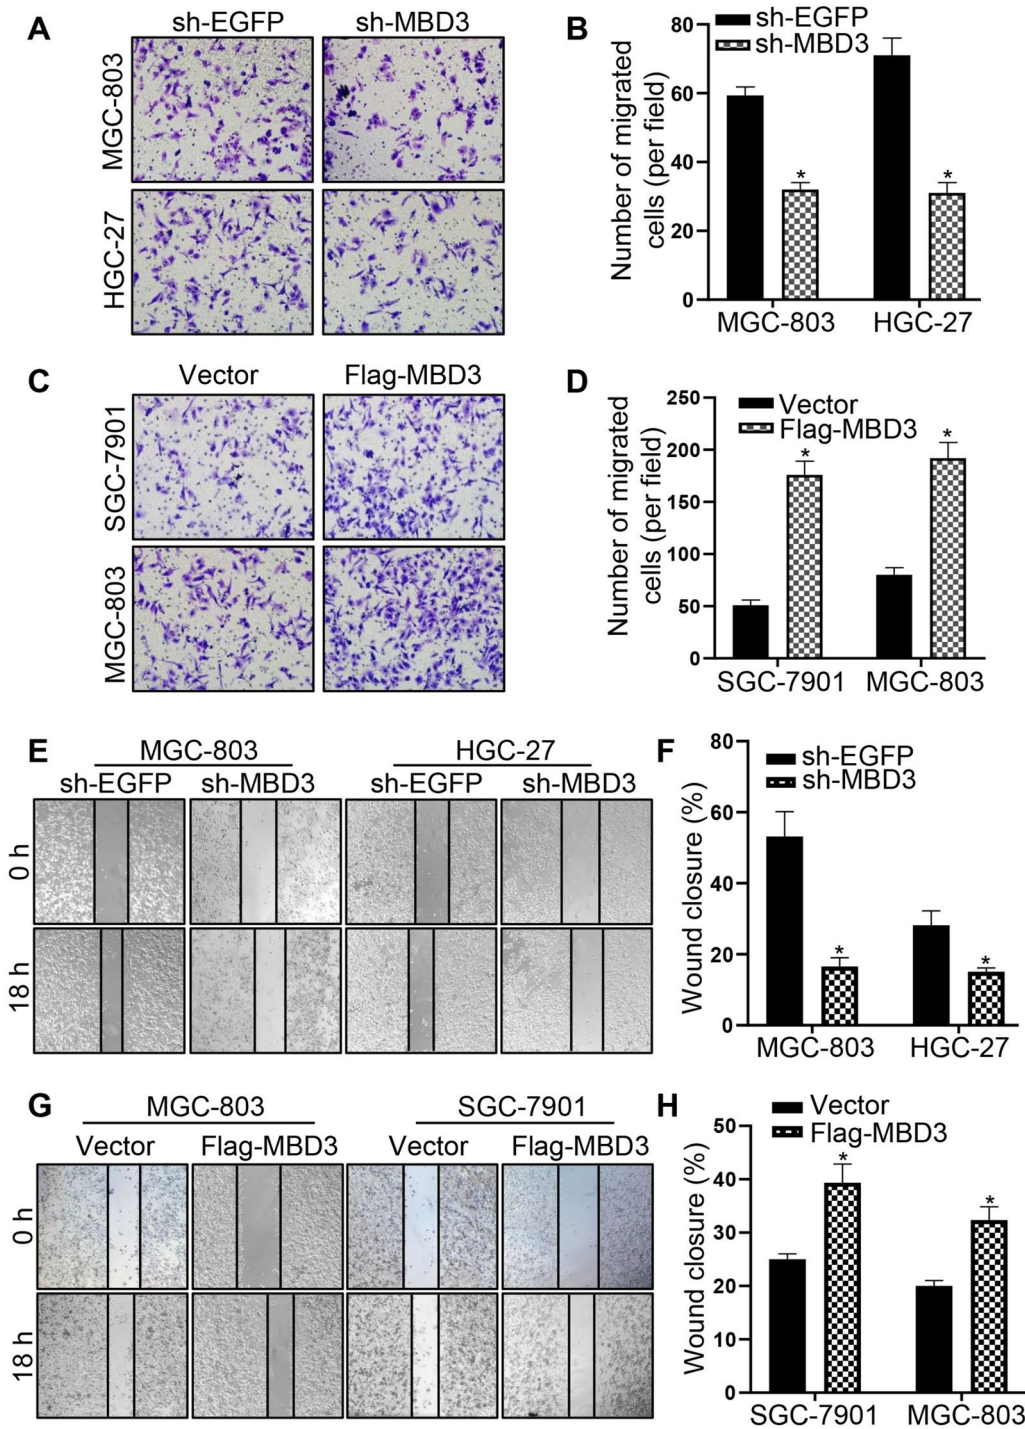 A
sh-EGFP
sh-MBD3
MGC-803
HGC-27
B
sh-EGFP
sh-MBD3
Number of migrated
cells (per field)
80
60
40
20
0
*
*
MGC-803
HGC-27
C
Vector
Flag-MBD3
SGC-7901
MGC-803
D
Vector
Flag-MBD3
Number of migrated
cells (per field)
250
200
150
100
50
0
*
*
SGC-7901
MGC-803
E
MGC-803
HGC-27
sh-EGFP
sh-MBD3
sh-EGFP
sh-MBD3
0 h
18 h
F
sh-EGFP
sh-MBD3
Wound closure (%)
80
60
40
20
0
*
*
MGC-803
HGC-27
G
MGC-803
SGC-7901
Vector
Flag-MBD3
Vector
Flag-MBD3
0 h
18 h
H
Vector
Flag-MBD3
Wound closure (%)
50
40
30
20
10
0
*
*
SGC-7901
MGC-803